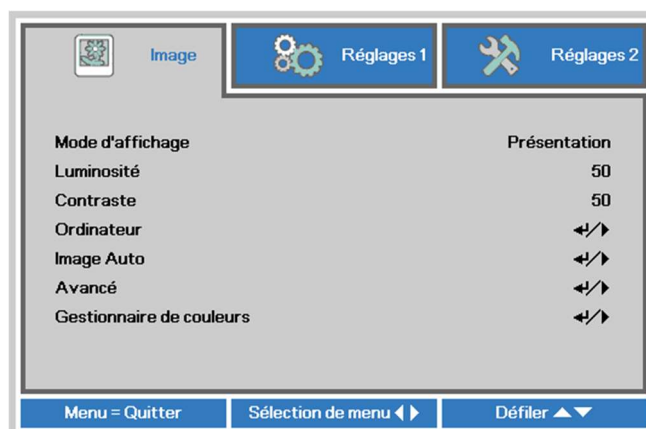 Image Réglages 1 Réglages 2
Mode d'affichage Présentation
Luminosité 50
Contraste 50
Ordinateur
Image Auto
Avancé
Gestionnaire de couleurs
Menu = Quitter Sélection de menu Défiler